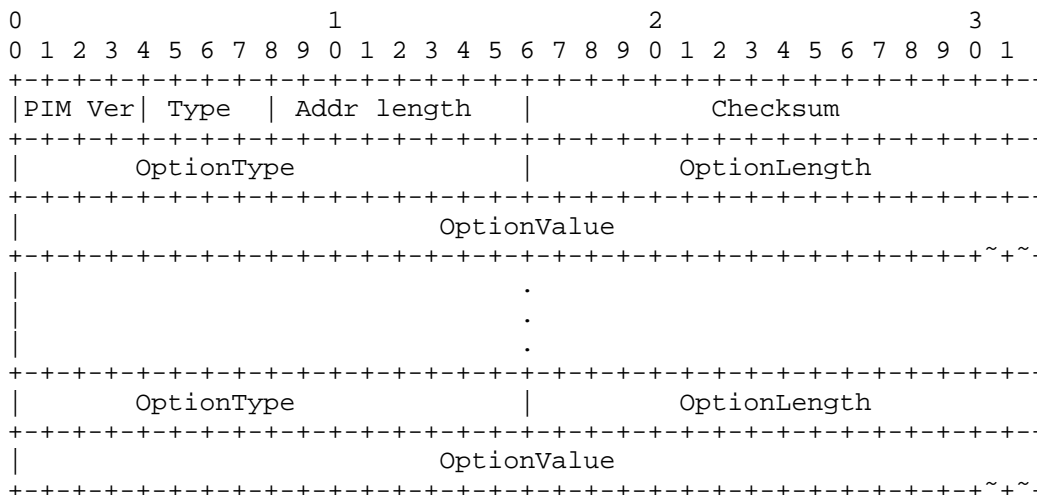 0                   1                   2                   3
0 1 2 3 4 5 6 7 8 9 0 1 2 3 4 5 6 7 8 9 0 1 2 3 4 5 6 7 8 9 0 1
+-+-+-+-+-+-+-+-+-+-+-+-+-+-+-+-+-+-+-+-+-+-+-+-+-+-+-+-+-+-+-+--
|PIM Ver| Type  | Addr length   |           Checksum
+-+-+-+-+-+-+-+-+-+-+-+-+-+-+-+-+-+-+-+-+-+-+-+-+-+-+-+-+-+-+-+--
|       OptionType              |         OptionLength
+-+-+-+-+-+-+-+-+-+-+-+-+-+-+-+-+-+-+-+-+-+-+-+-+-+-+-+-+-+-+-+--
|                          OptionValue
+-+-+-+-+-+-+-+-+-+-+-+-+-+-+-+-+-+-+-+-+-+-+-+-+-+-+-+-+-+-+~+~-
|                               .
|                               .
|                               .
+-+-+-+-+-+-+-+-+-+-+-+-+-+-+-+-+-+-+-+-+-+-+-+-+-+-+-+-+-+-+-+--
|       OptionType              |         OptionLength
+-+-+-+-+-+-+-+-+-+-+-+-+-+-+-+-+-+-+-+-+-+-+-+-+-+-+-+-+-+-+-+--
|                          OptionValue
+-+-+-+-+-+-+-+-+-+-+-+-+-+-+-+-+-+-+-+-+-+-+-+-+-+-+-+-+-+-+~+~-